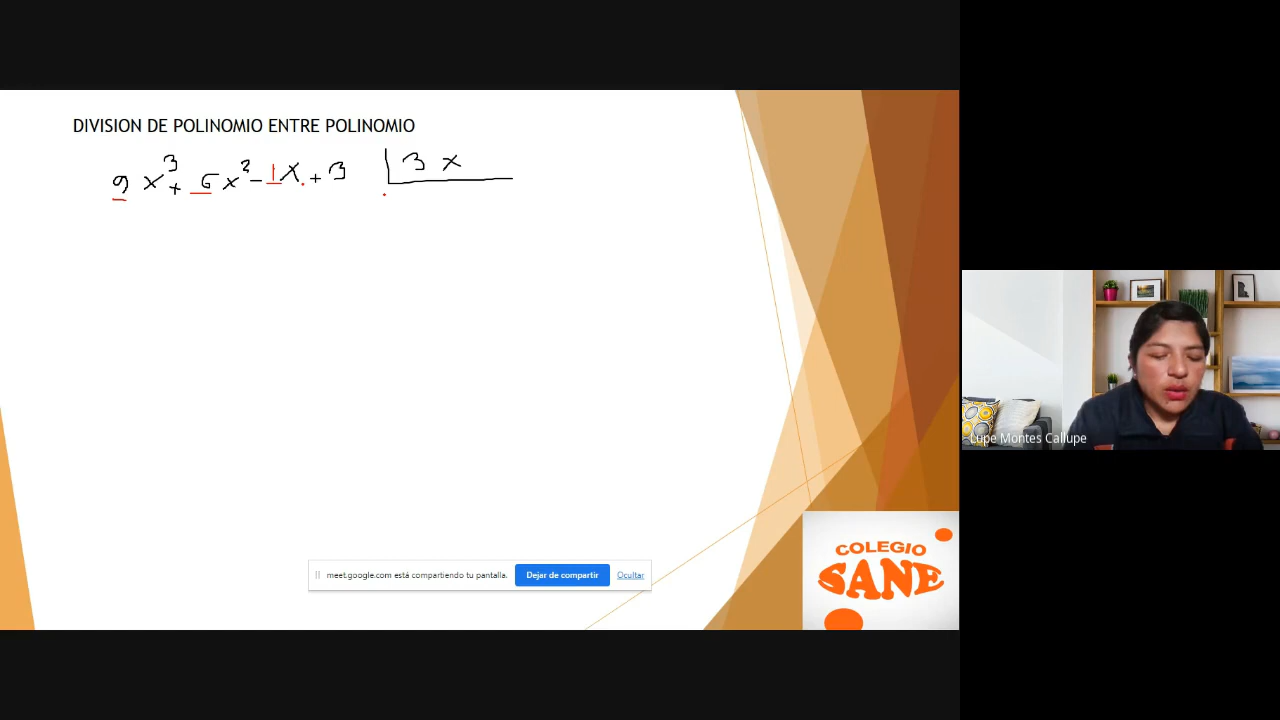 DIVISION DE POLINOMIO ENTRE POLINOMIO
9x³ + 6x² - 1x + 3 | 3x
Lupe Montes Callupe
COLEGIO
SANE
meet.google.com está compartiendo tu pantalla. Dejar de compartir Ocultar